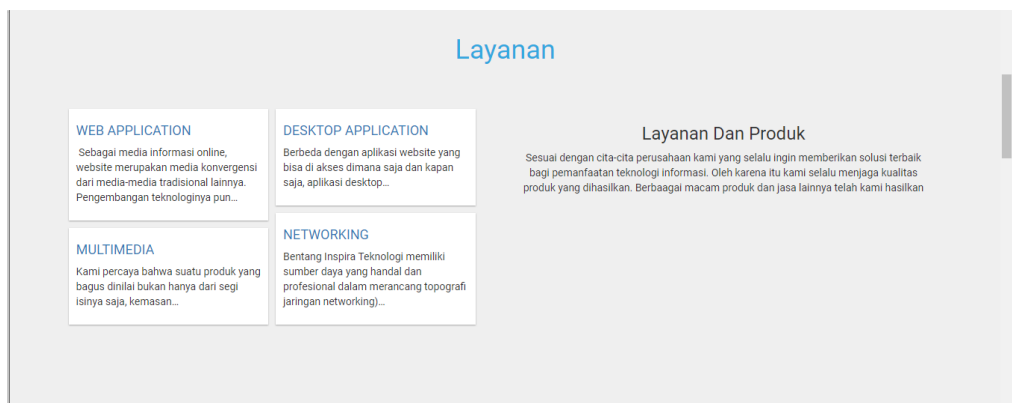 Layanan
WEB APPLICATION
Sebagai media informasi online,
website merupakan media konvergensi
dari media-media tradisional lainnya.
Pengembangan teknologinya pun...
DESKTOP APPLICATION
Berbeda dengan aplikasi website yang
bisa di akses dimana saja dan kapan
saja, aplikasi desktop...
MULTIMEDIA
Kami percaya bahwa suatu produk yang
bagus dinilai bukan hanya dari segi
isinya saja, kemasan...
NETWORKING
Bentang Inspira Teknologi memiliki
sumber daya yang handal dan
profesional dalam merancang topografi
jaringan networking)...
Layanan Dan Produk
Sesuai dengan cita-cita perusahaan kami yang selalu ingin memberikan solusi terbaik
bagi pemanfaatan teknologi informasi. Oleh karena itu kami selalu menjaga kualitas
produk yang dihasilkan. Berbaagai macam produk dan jasa lainnya telah kami hasilkan